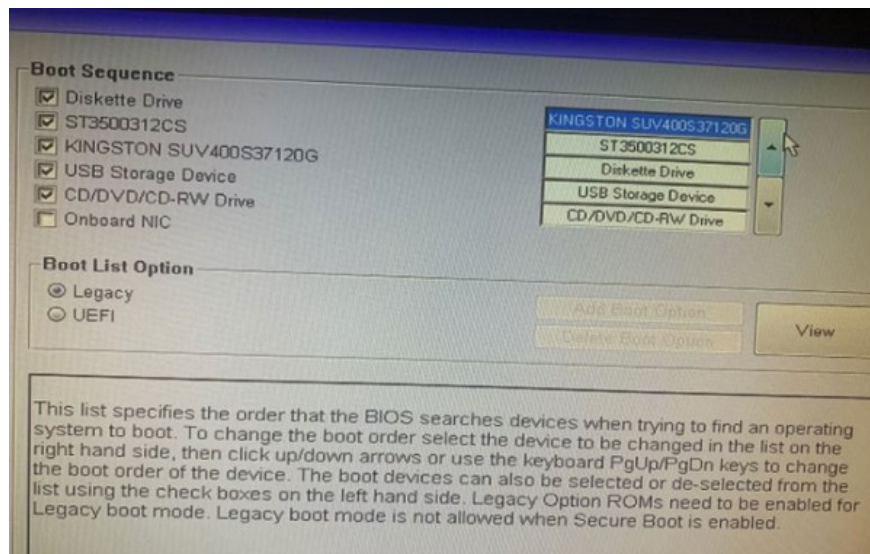 Boot Sequence
Diskette Drive
ST3500312CS
KINGSTON SUV400S37120G
USB Storage Device
CD/DVD/CD-RW Drive
Onboard NIC
KINGSTON SUV400S37120G
ST3500312CS
Diskette Drive
USB Storage Device
CD/DVD/CD-RW Drive
Boot List Option
Legacy
UEFI
Add Boot Option
Delete Boot Option
View
This list specifies the order that the BIOS searches devices when trying to find an operating
system to boot. To change the boot order select the device to be changed in the list on the
right hand side, then click up/down arrows or use the keyboard PgUp/PgDn keys to change
the boot order of the device. The boot devices can also be selected or de-selected from the
list using the check boxes on the left hand side. Legacy Option ROMs need to be enabled for
Legacy boot mode. Legacy boot mode is not allowed when Secure Boot is enabled.